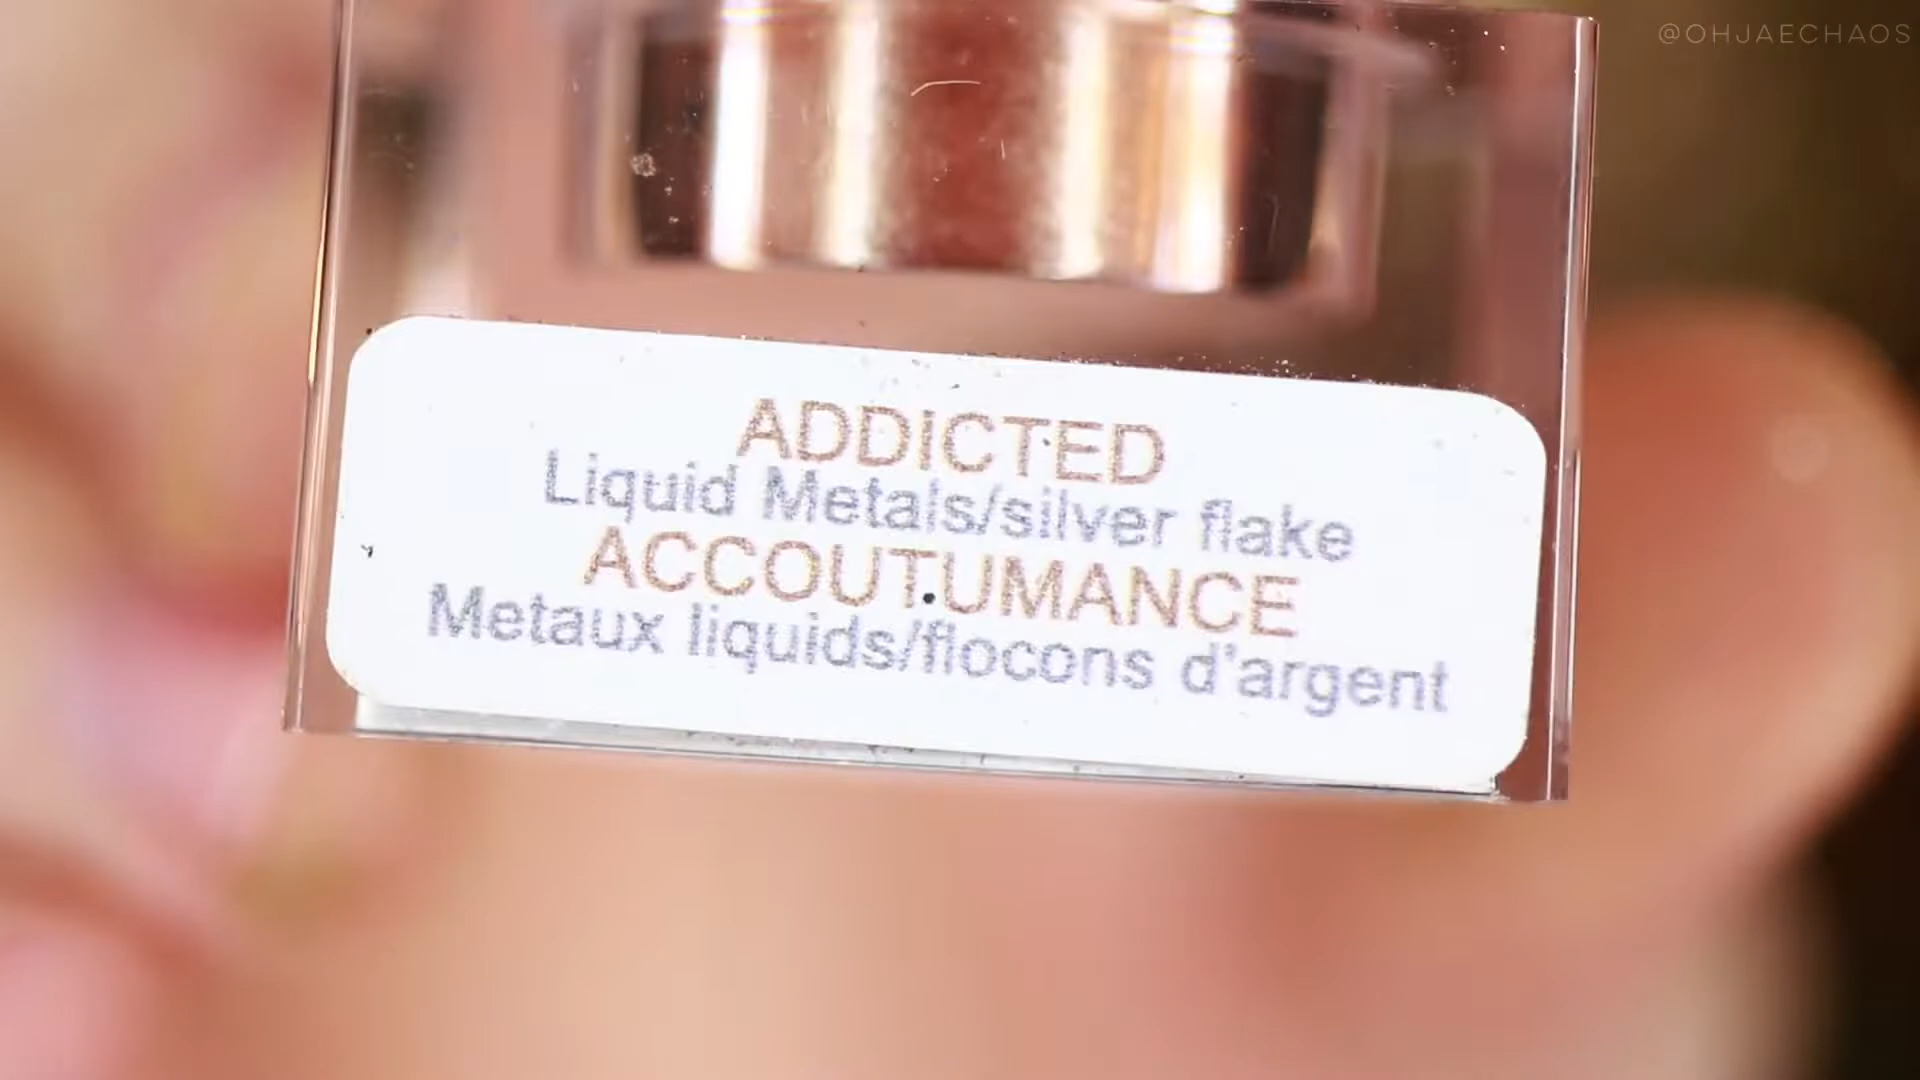 @OHJAECHAOS
ADDICTED
Liquid Metals/silver flake
ACCOUTUMANCE
Metaux liquids/flocons d'argent